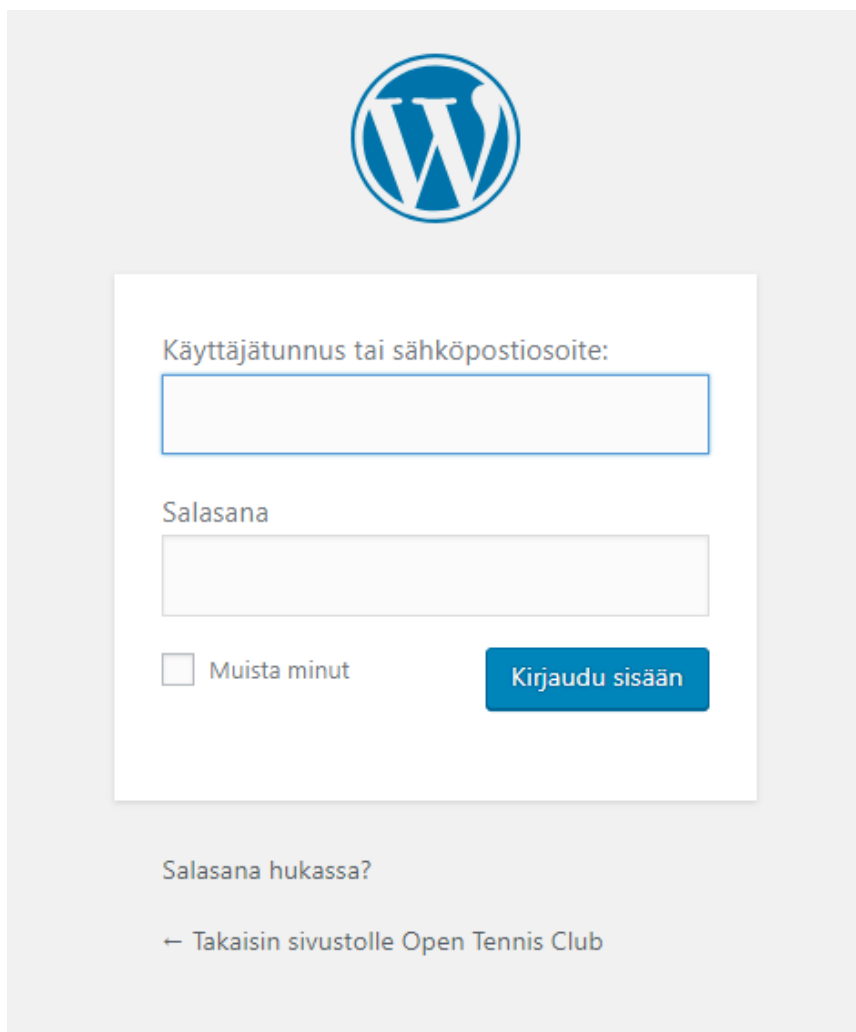 Käyttäjätunnus tai sähköpostiosoite:
Salasana
Muista minut
Kirjaudu sisään
Salasana hukassa?
← Takaisin sivustolle Open Tennis Club